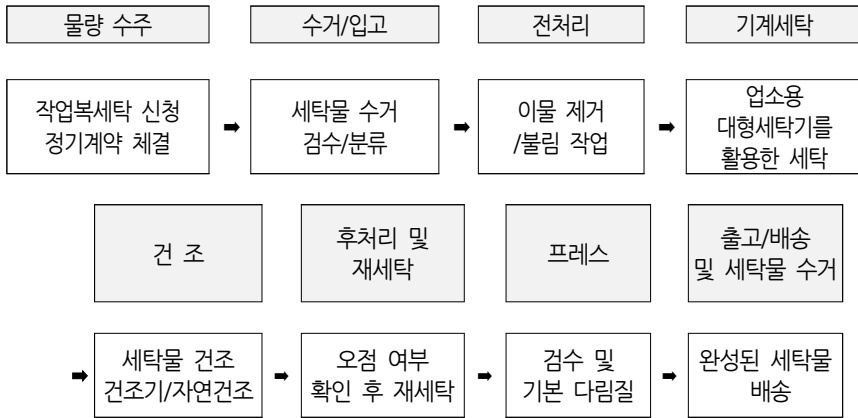 물량 수주
수거/입고
전처리
기계세탁
작업복세탁 신청
정기계약 체결
➡
세탁물 수거
검수/분류
➡
이물 제거
/불림 작업
➡
업소용
대형세탁기를
활용한 세탁
건 조
후처리 및
재세탁
프레스
출고/배송
및 세탁물 수거
➡
세탁물 건조
건조기/자연건조
➡
오점 여부
확인 후 재세탁
➡
검수 및
기본 다림질
➡
완성된 세탁물
배송